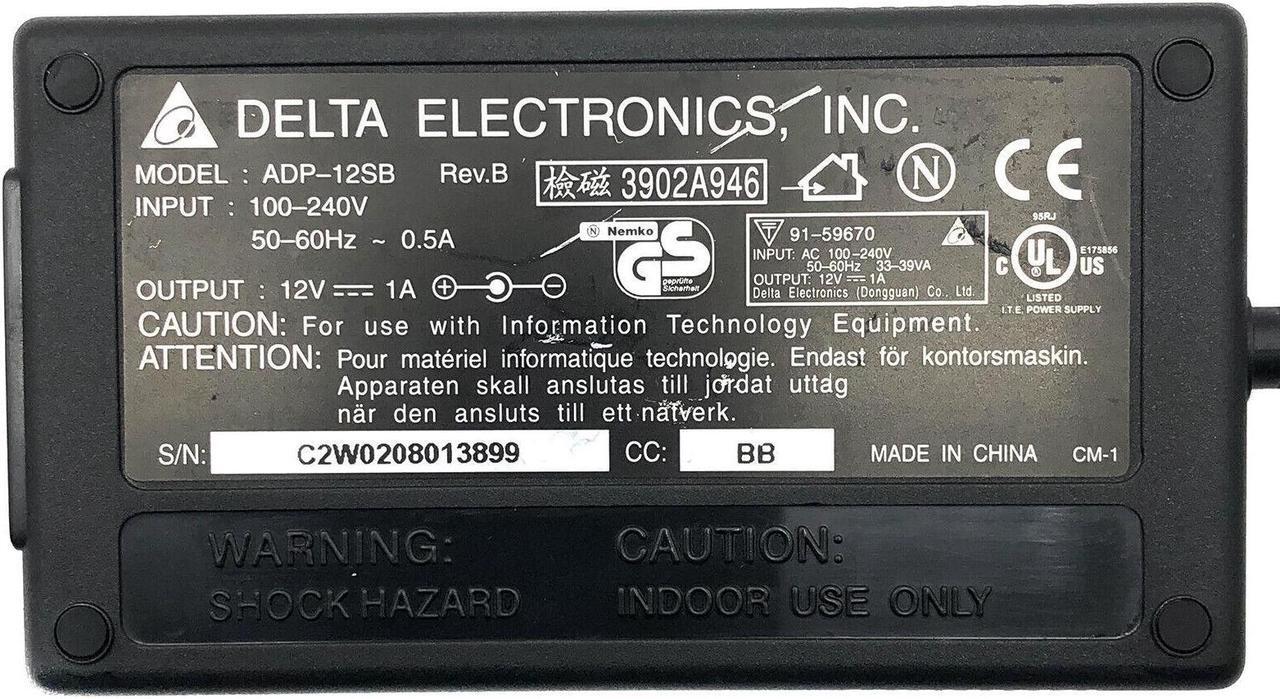 DELTA ELECTRONICS, INC.
MODEL : ADP-12SB Rev.B 檢磁 3902A946
INPUT : 100-240V
50-60Hz ~ 0.5A
OUTPUT : 12V ⎓ 1A
N
CE
N Nemko
GS
geprüfte
Sicherheit
91-59670
INPUT: AC 100-240V
50-60Hz 33-39VA
OUTPUT: 12V ⎓ 1A
Delta Electronics (Dongguan) Co., Ltd.
95RJ
C UL US E175856
®
LISTED
I.T.E. POWER SUPPLY
CAUTION: For use with Information Technology Equipment.
ATTENTION: Pour matériel informatique technologie. Endast för kontorsmaskin.
Apparaten skall anslutas till jordat uttag
när den ansluts till ett nätverk.
S/N: C2W0208013899 CC: BB MADE IN CHINA CM-1
WARNING:
SHOCK HAZARD
CAUTION:
INDOOR USE ONLY